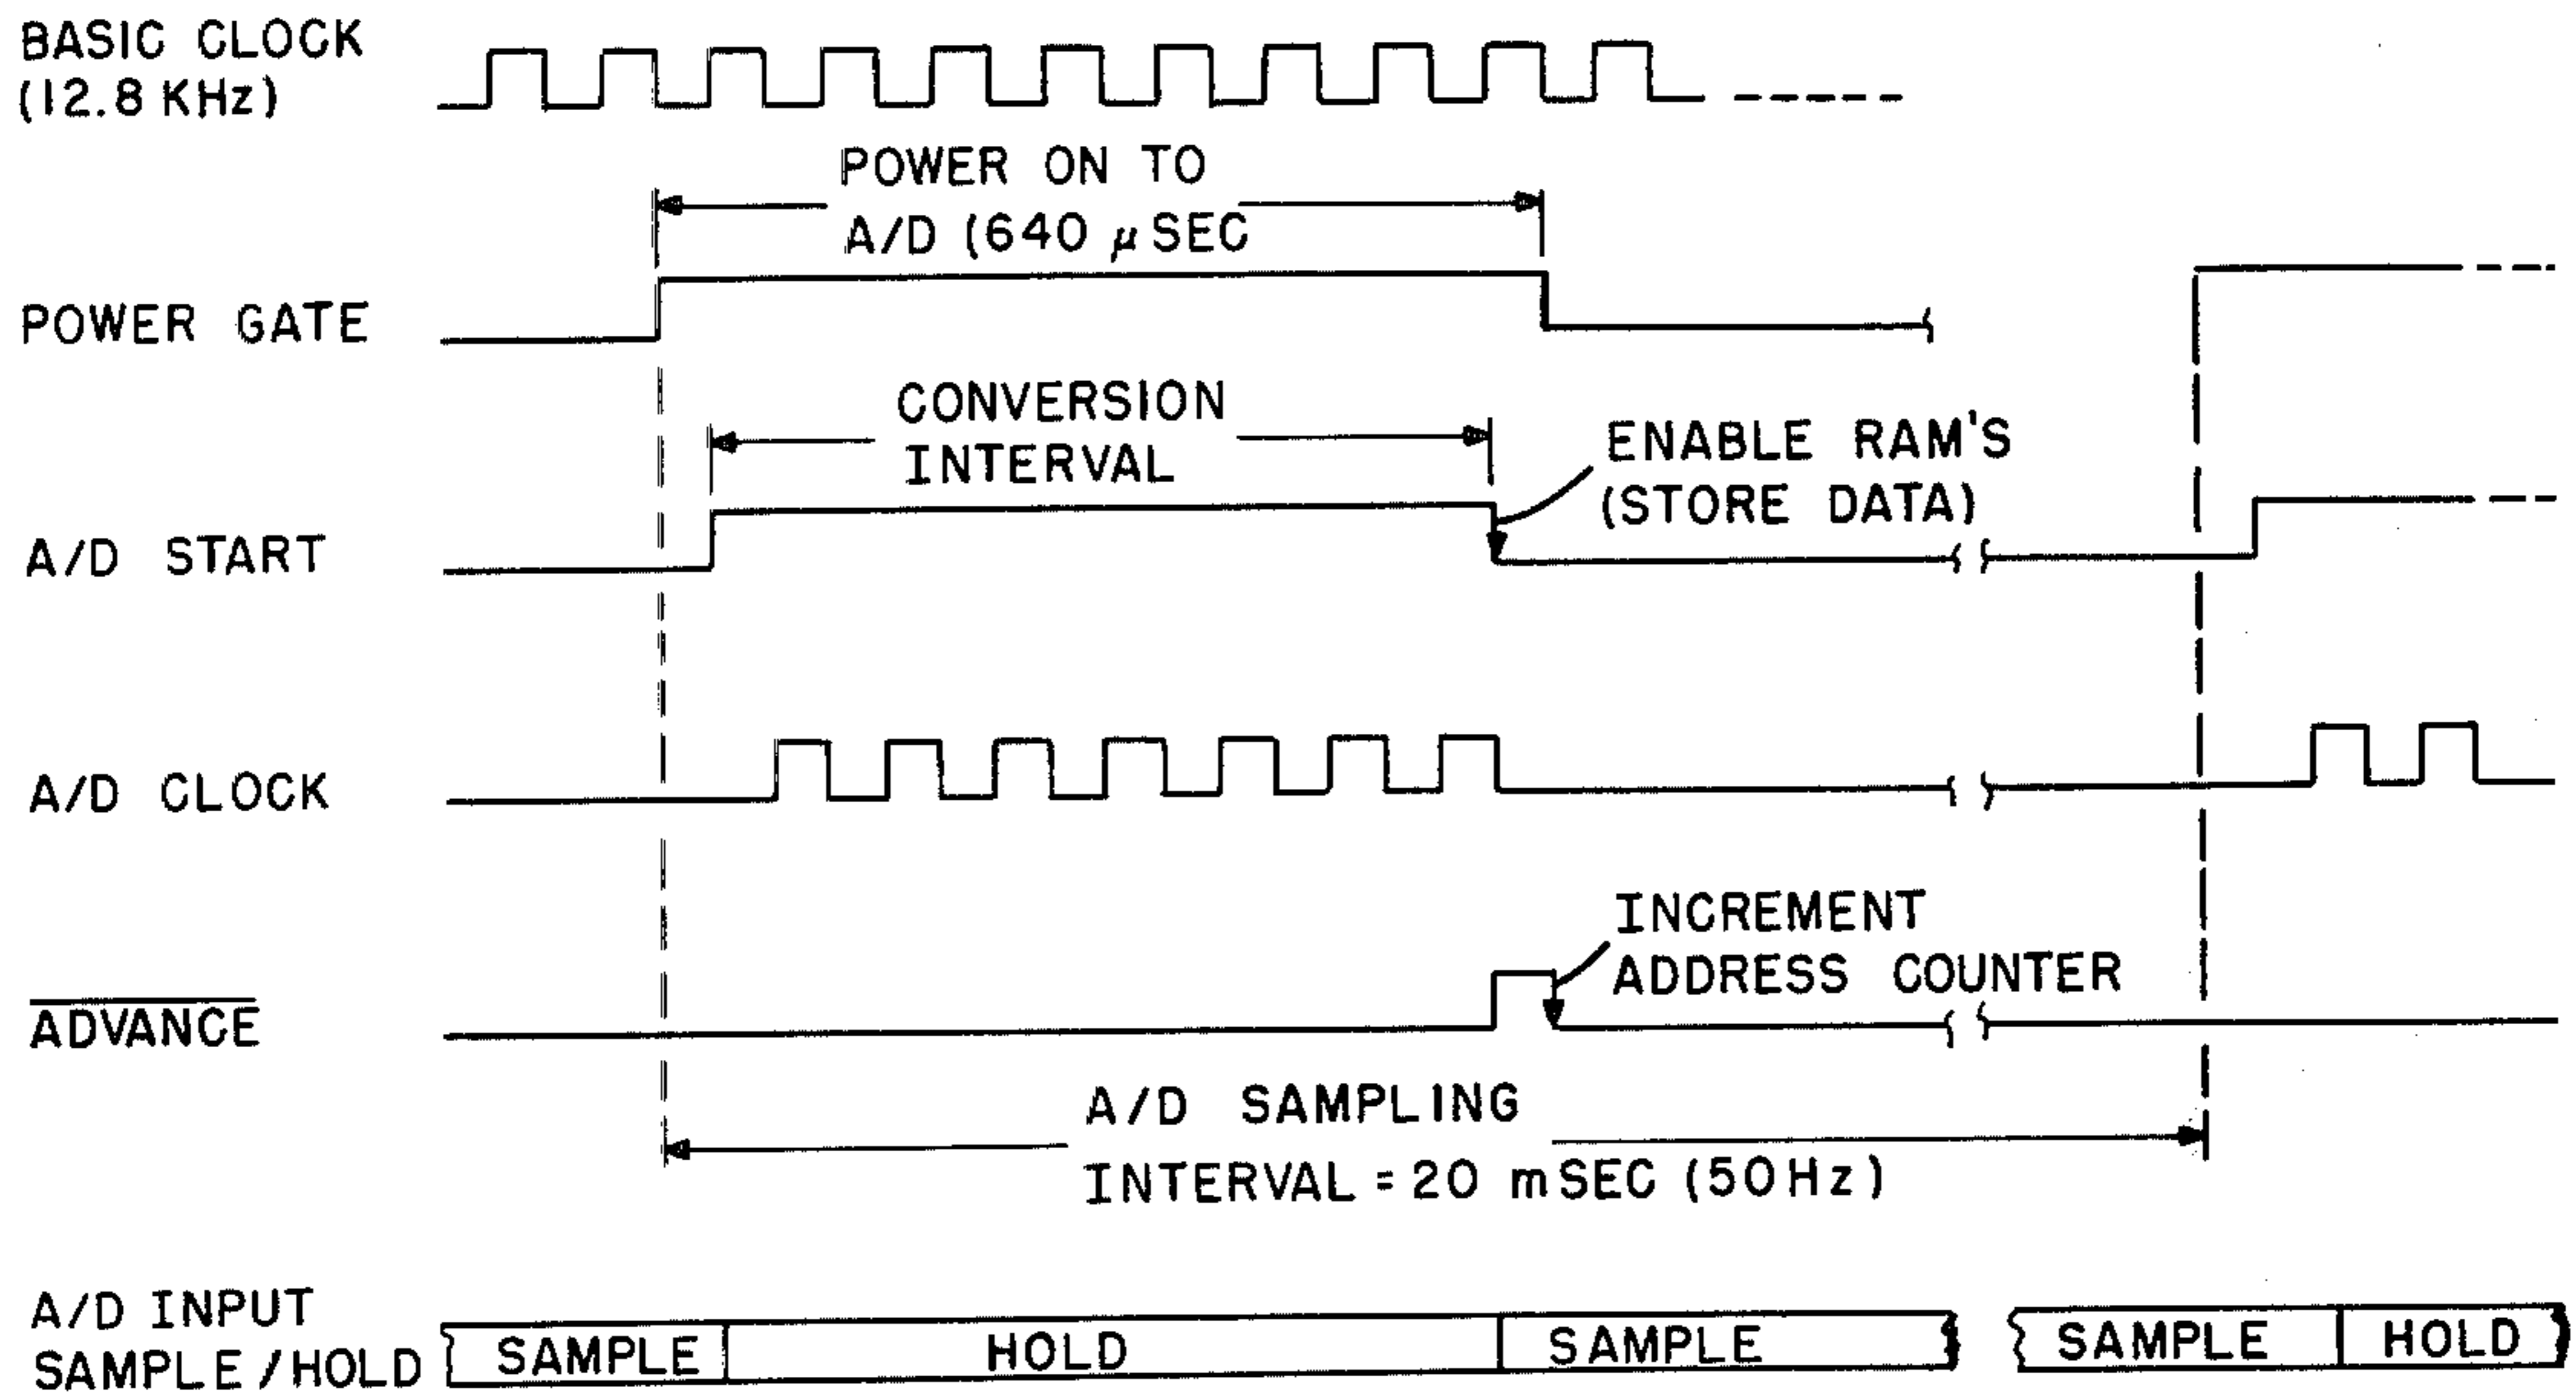 BASIC CLOCK
(12.8 KHz)
POWER ON TO
A/D (640 μSEC
POWER GATE
CONVERSION
INTERVAL
ENABLE RAM'S
(STORE DATA)
A/D START
A/D CLOCK
INCREMENT
ADDRESS COUNTER
ADVANCE
A/D SAMPLING
INTERVAL = 20 mSEC (50Hz)
A/D INPUT
SAMPLE/HOLD
SAMPLE
HOLD
SAMPLE
SAMPLE
HOLD